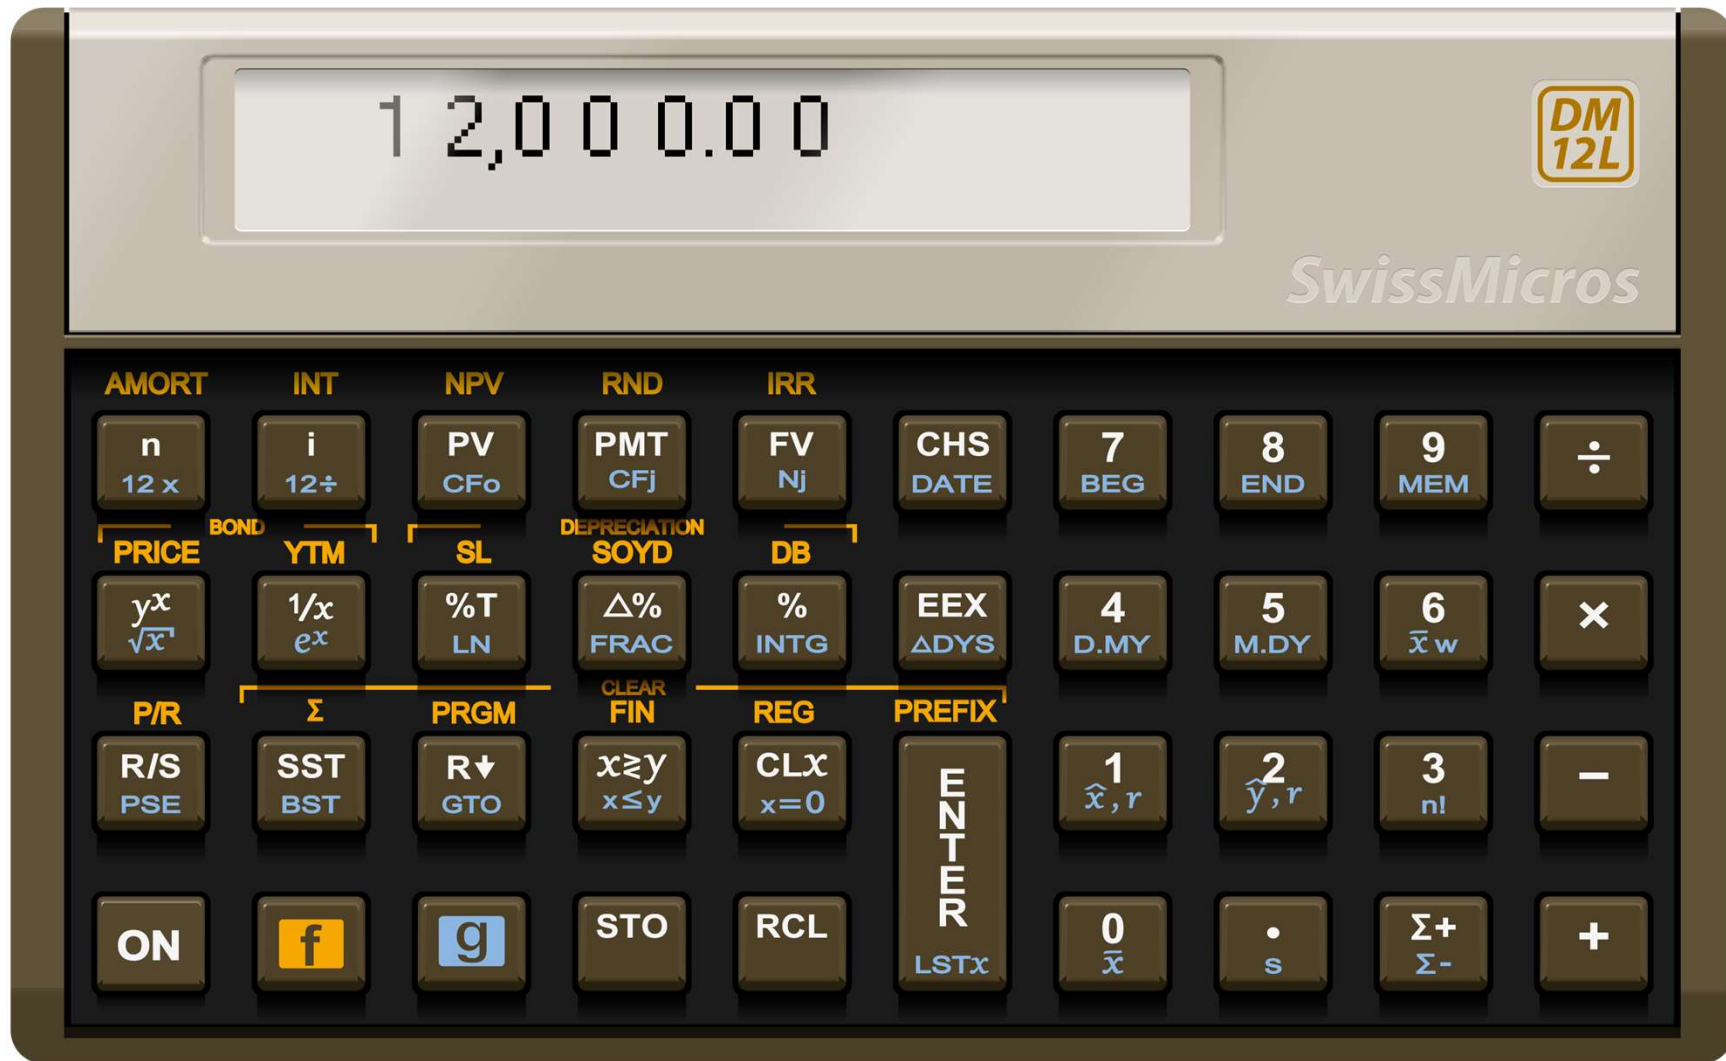 12,000.00
DM
12L
SwissMicros
AMORT INT NPV RND IRR
n i PV PMT FV CHS 7 8 9 ÷
12 x 12÷ CFo CFj Nj DATE BEG END MEM
BOND DEPRECIATION
PRICE YTM SL SOYD DB
yˣ 1/x %T Δ% % EEX 4 5 6 ×
√x eˣ LN FRAC INTG ΔDYS D.MY M.DY x̅ w
CLEAR
P/R Σ PRGM FIN REG PREFIX
R/S SST R↓ x≷y CLx ENTER 1 2 3 −
PSE BST GTO x≤y x=0 x̂,r ŷ,r n!
ON f g STO RCL 0 • Σ+ +
LSTx x̅ s Σ-